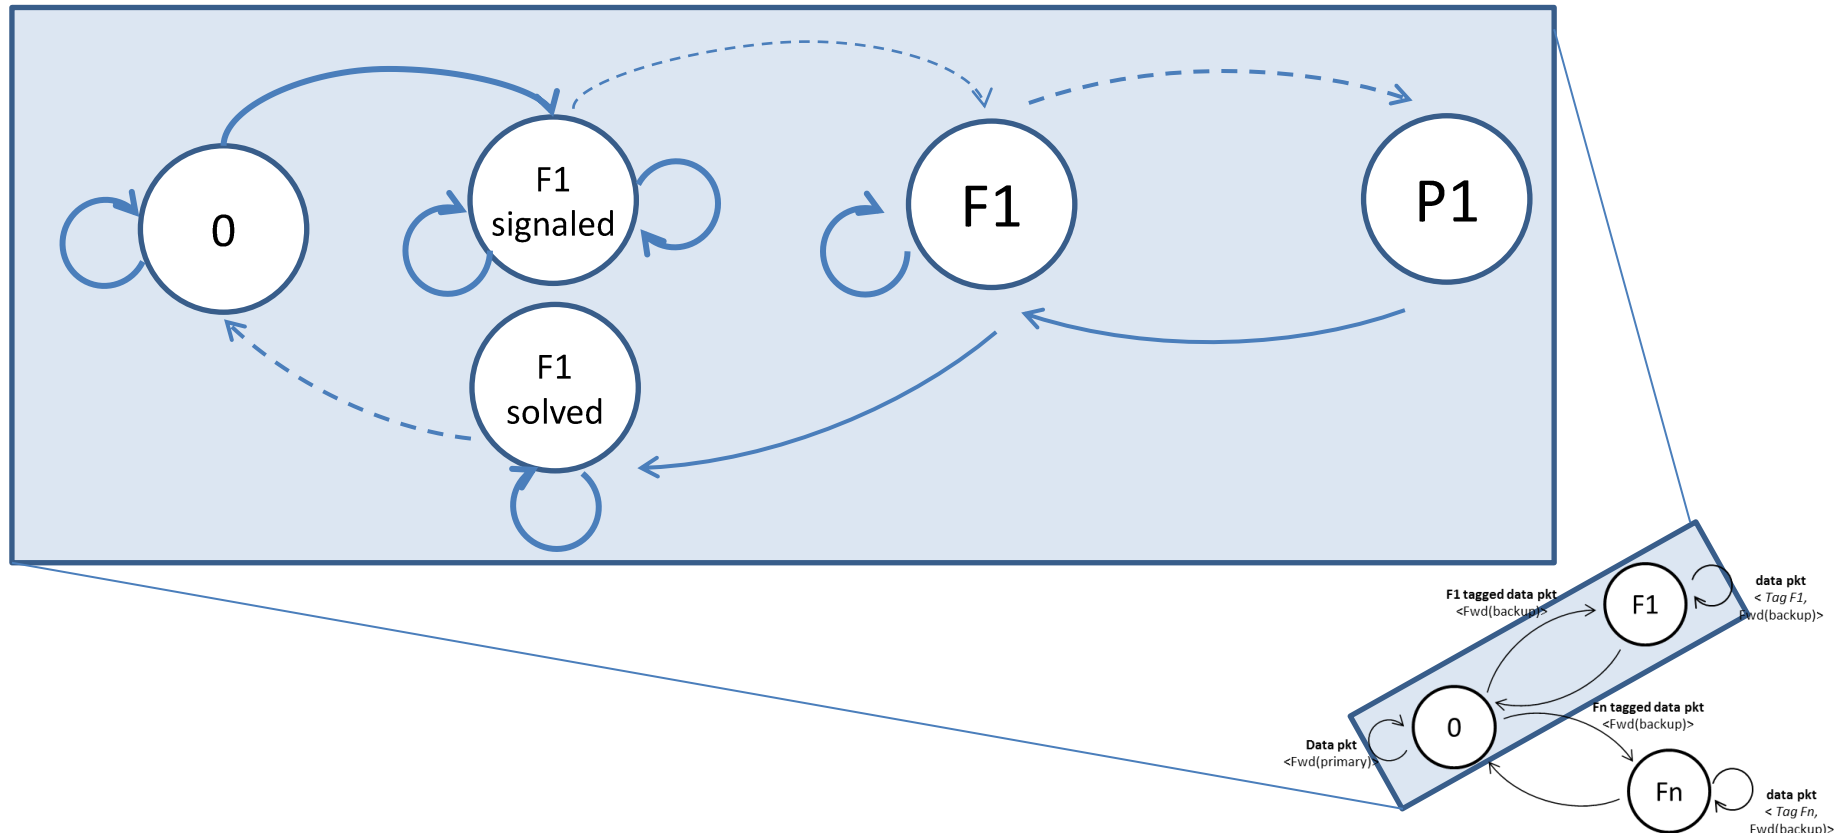 0
F1
signaled
F1
P1
F1
solved
F1 tagged data pkt
<Fwd(backup)>
F1
data pkt
< Tag F1,
Fwd(backup)>
0
Data pkt
<Fwd(primary)>
Fn tagged data pkt
<Fwd(backup)>
Fn
data pkt
< Tag Fn,
Fwd(backup)>